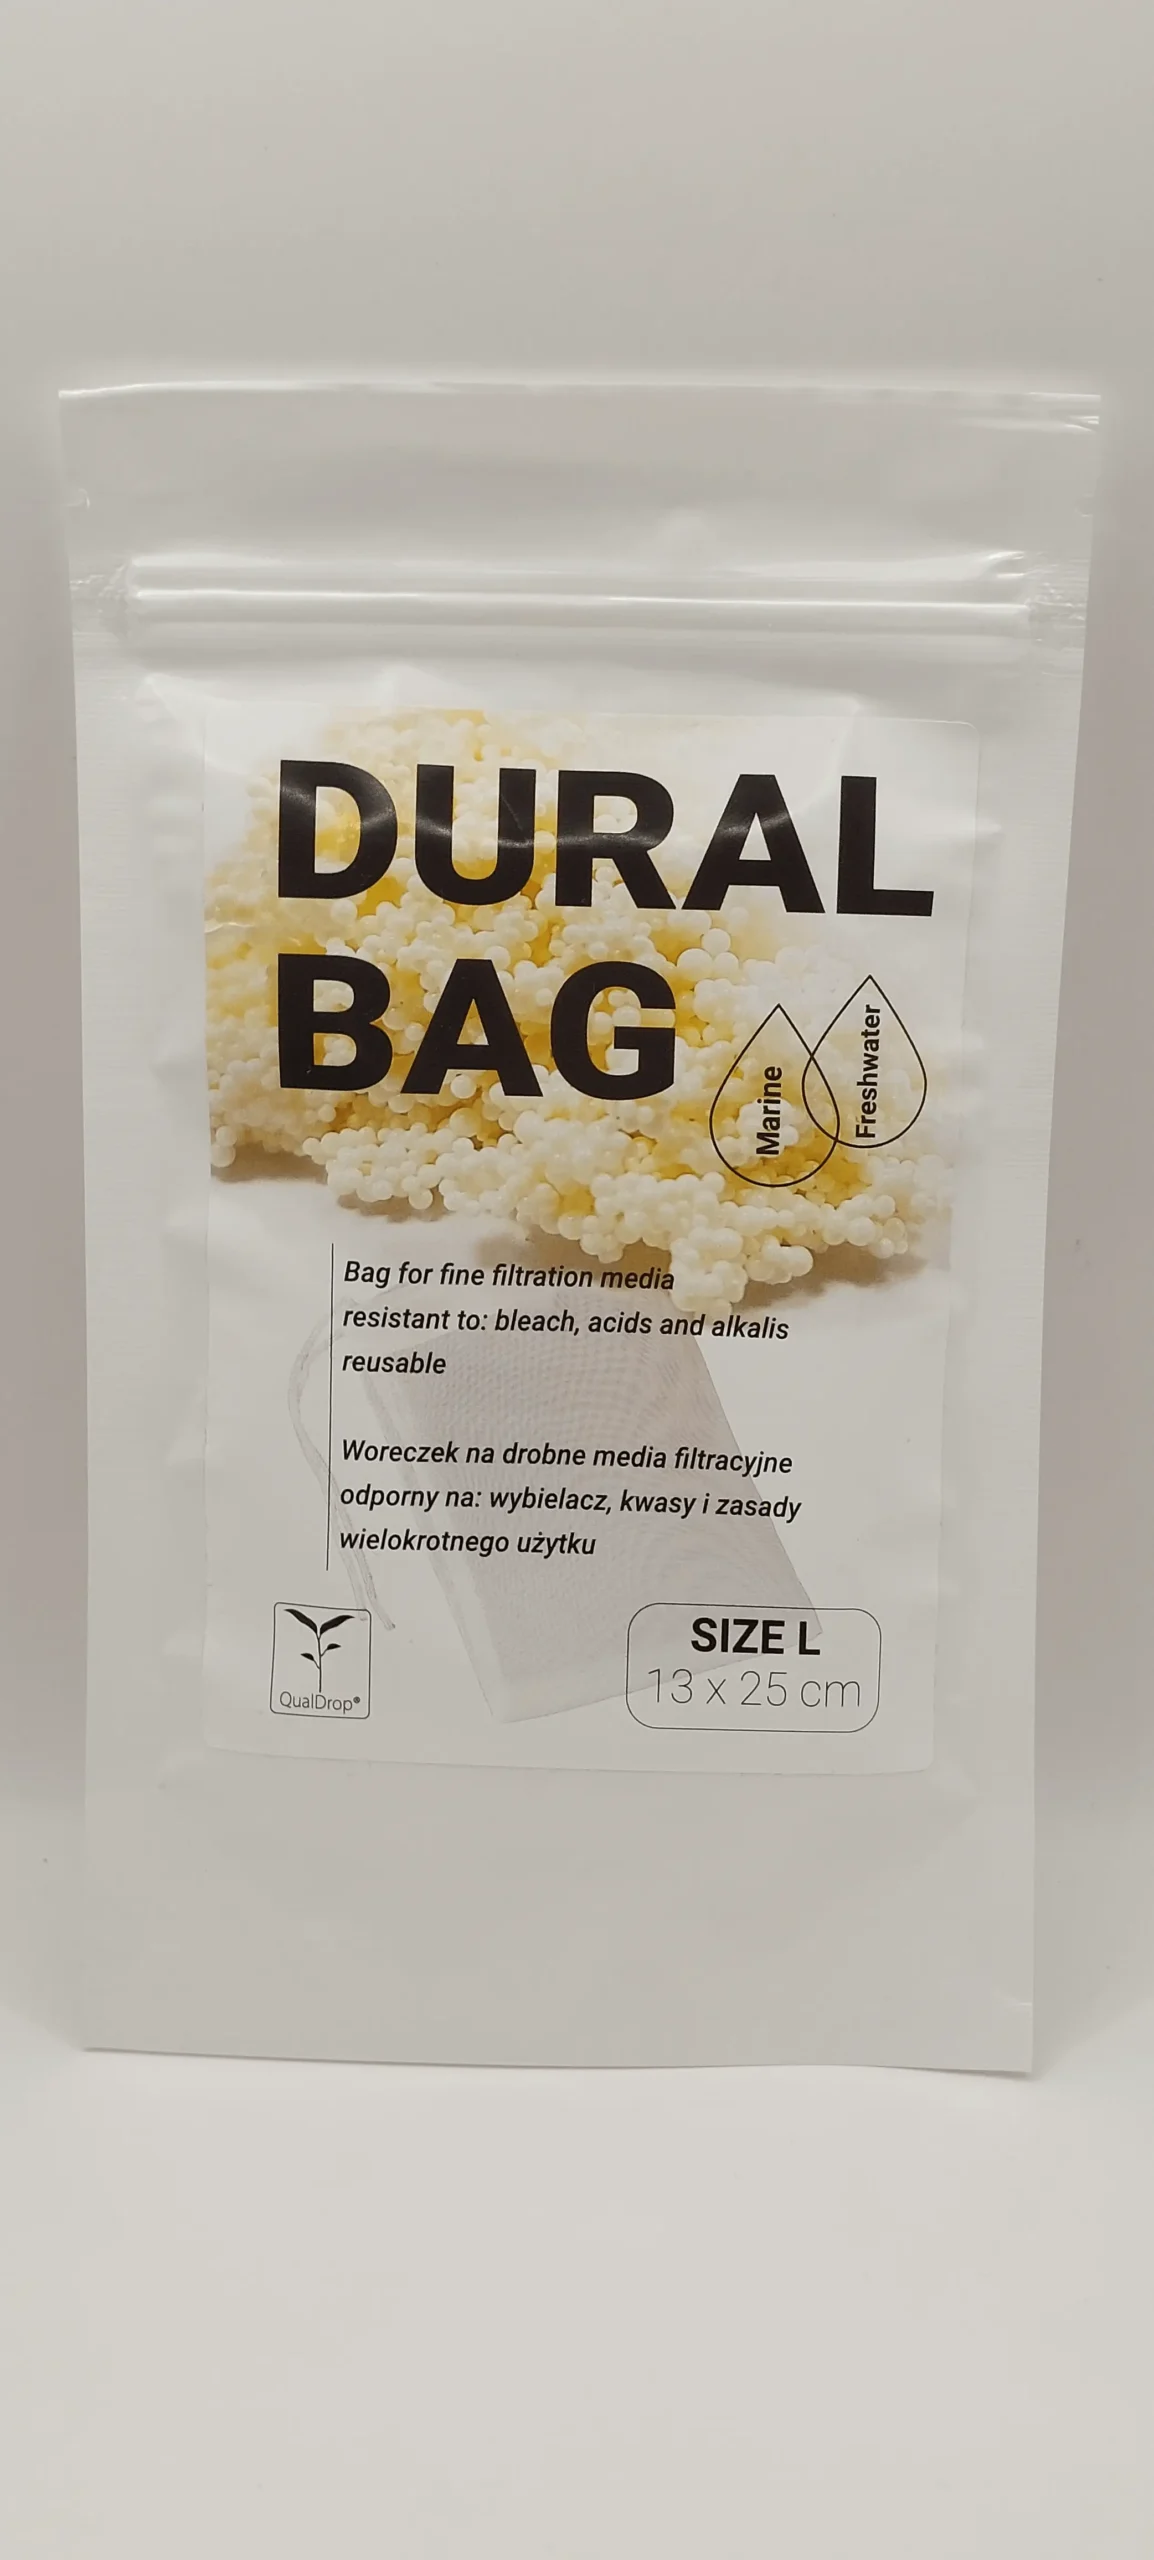 DURAL
BAG
Marine
Freshwater
Bag for fine filtration media
resistant to: bleach, acids and alkalis
reusable
Woreczek na drobne media filtracyjne
odporny na: wybielacz, kwasy i zasady
wielokrotnego użytku
QualDrop®
SIZE L
13 x 25 cm